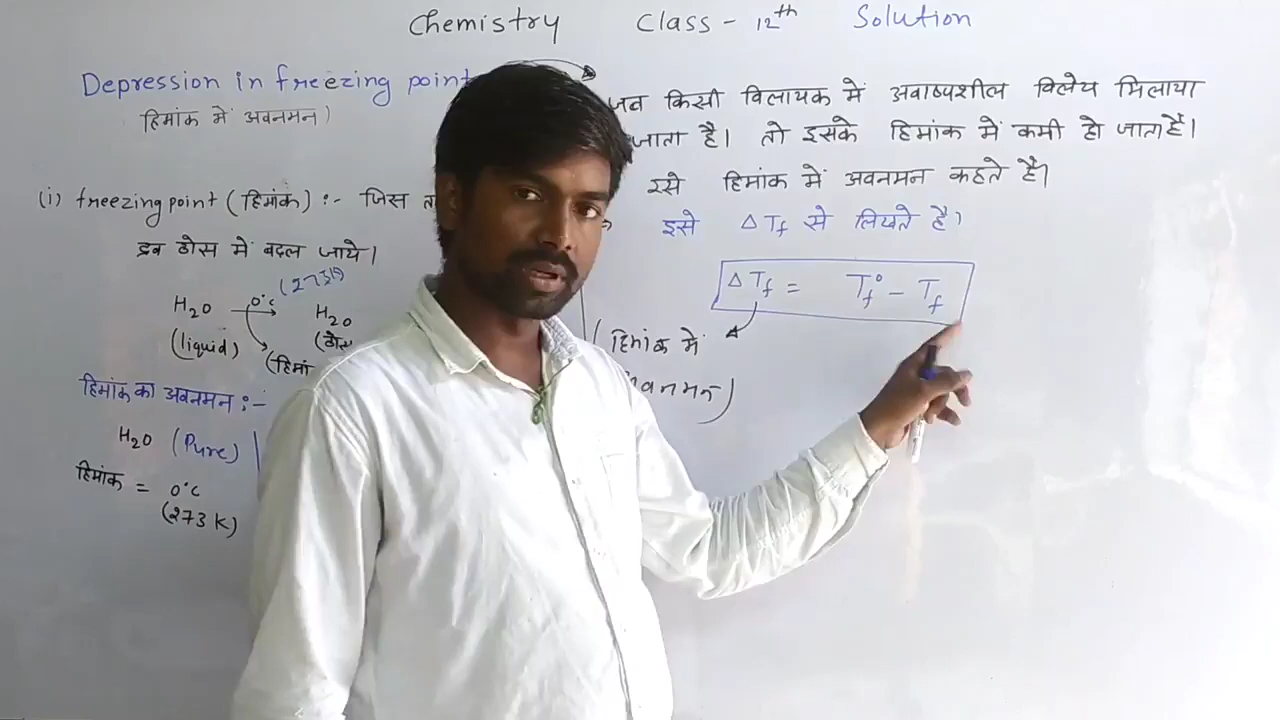 Chemistry Class - 12th Solution
Depression in freezing point
हिमांक में अवनमन)
(i) freezing point (हिमांक) :- जिस
द्रव ठोस में बदल जाये।
H2O 0°C H2O
(liquid)
हिमांक का अवनमन :-
H2O (Pure)
हिमांक = 0°C
(273 K)
जब किसी विलायक में अवाष्पशील विलेय मिलाया
जाता है। तो इसके हिमांक में कमी हो जाता है।
इसे हिमांक में अवनमन कहते है।
इसे ΔTf से लिखते है।
ΔTf = Tf° - Tf
(हिमांक में